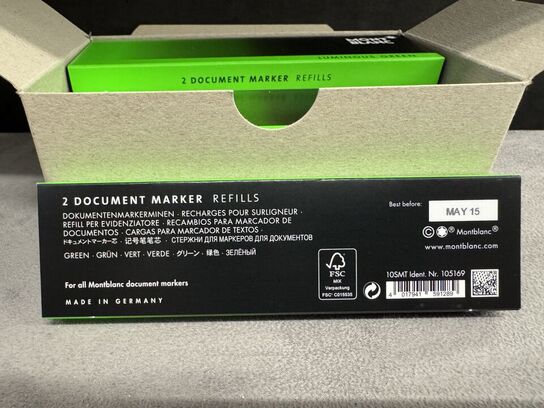 MONT
BLANC
LUMINOUS GREEN
2 DOCUMENT MARKER REFILLS
2 DOCUMENT MARKER REFILLS
DOKUMENTENMARKERMINEN · RECHARGES POUR SURLIGNEUR ·
REFILL PER EVIDENZIATORE · RECAMBIOS PARA MARCADOR DE
DOCUMENTOS · CARGAS PARA MARCADOR DE TEXTOS ·
ドキュメントマーカー芯 · 记号笔笔芯 · СТЕРЖНИ ДЛЯ МАРКЕРОВ ДЛЯ ДОКУМЕНТОВ
GREEN · GRÜN · VERT · VERDE · グリーン · 绿色 · ЗЕЛЁНЫЙ
For all Montblanc document markers
MADE IN GERMANY
FSC
MIX
Verpackung
FSC® C015535
Best before:
MAY 15
© ® Montblanc®
www.montblanc.com
10SMT Ident. Nr. 105169
4 017941 591289